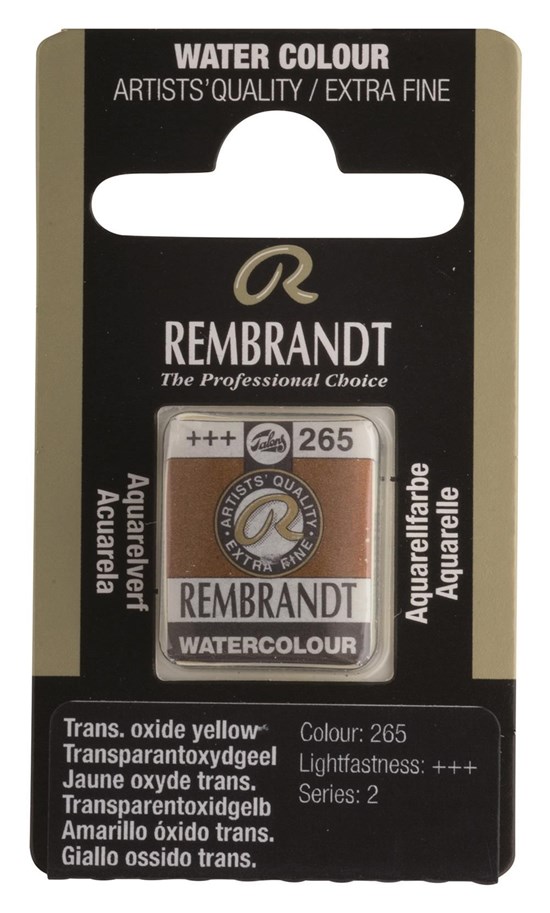 WATER COLOUR
ARTISTS' QUALITY / EXTRA FINE
R
REMBRANDT
The Professional Choice
+++ Talens 265
ARTISTS' QUALITY
R
EXTRA FINE
REMBRANDT
WATERCOLOUR
Aquarelverf
Acuarela
Aquarellfarbe
Aquarelle
Trans. oxide yellow
Transparantoxydgeel
Jaune oxyde trans.
Transparentoxidgelb
Amarillo óxido trans.
Giallo ossido trans.
Colour: 265
Lightfastness: +++
Series: 2